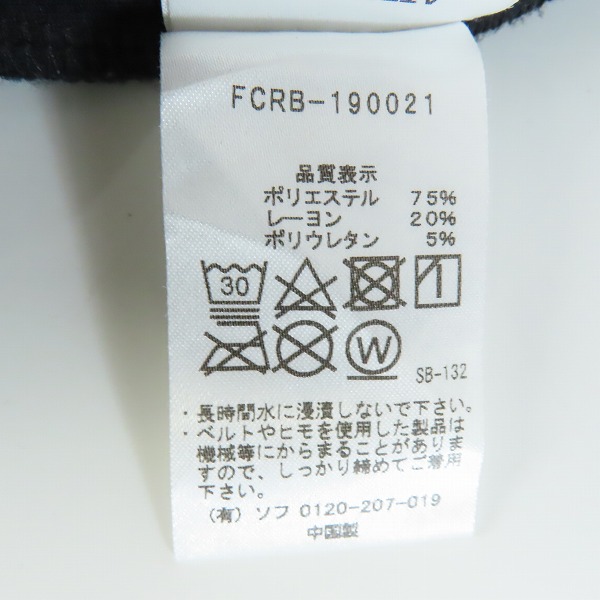 FCRB-190021
品質表示
ポリエステル 75%
レーヨン 20%
ポリウレタン 5%
30
W
SB-132
・長時間水に浸漬しないで下さい。
・ベルトやヒモを使用した製品は
機械等にからまることがありま
すので、しっかり締めてご着用
下さい。
(有) ソフ 0120-207-019
中国製